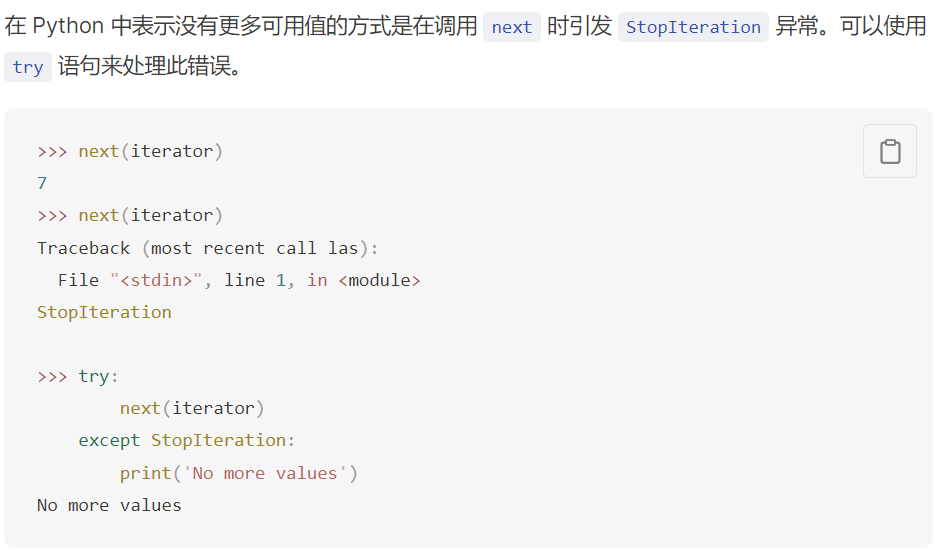 在 Python 中表示没有更多可用值的方式是在调用 next 时引发 StopIteration 异常。可以使用
try 语句来处理此错误。
>>> next(iterator)
7
>>> next(iterator)
Traceback (most recent call las):
  File "<stdin>", line 1, in <module>
StopIteration
>>> try:
        next(iterator)
    except StopIteration:
        print('No more values')
No more values